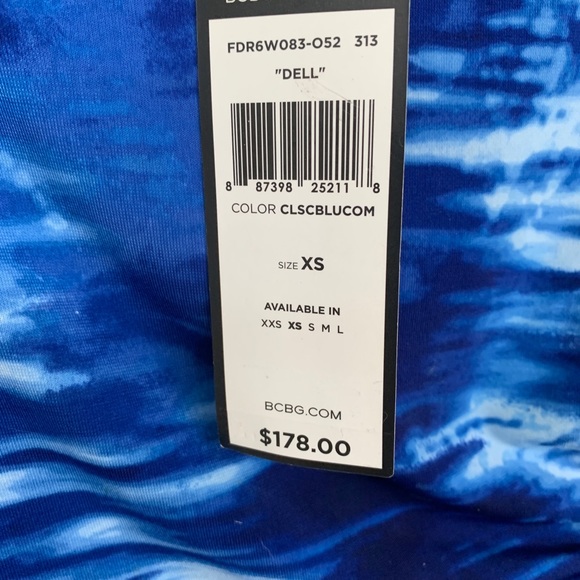 FDR6W083-O52 313
"DELL"
8 87398 25211 8
COLOR CLSCBLUCOM
SIZE XS
AVAILABLE IN
XXS XS S M L
BCBG.COM
$178.00